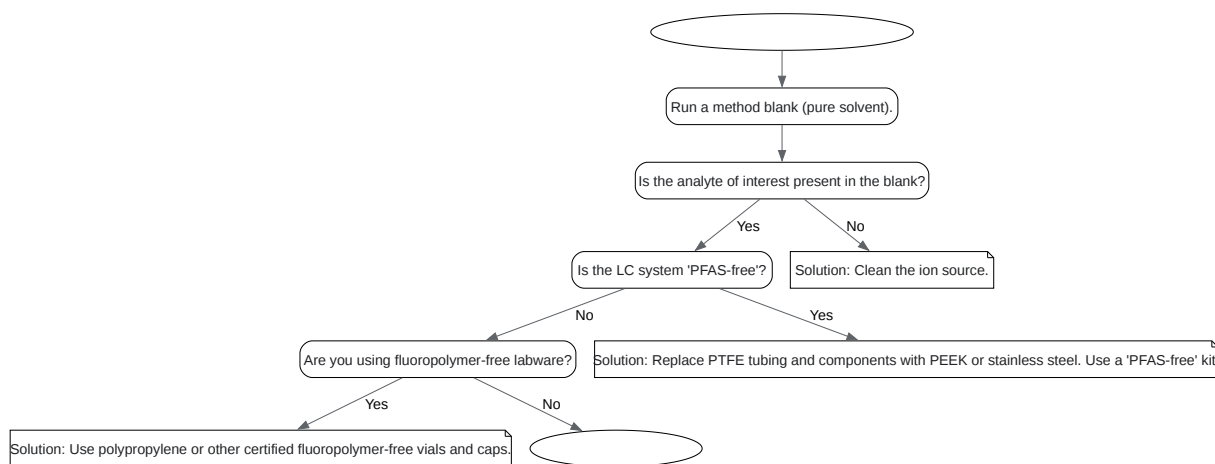 Run a method blank (pure solvent).
Is the analyte of interest present in the blank?
Yes
No
Is the LC system 'PFAS-free'?
Solution: Clean the ion source.
No
Yes
Are you using fluoropolymer-free labware?
Solution: Replace PTFE tubing and components with PEEK or stainless steel. Use a 'PFAS-free' kit
Yes
No
Solution: Use polypropylene or other certified fluoropolymer-free vials and caps.